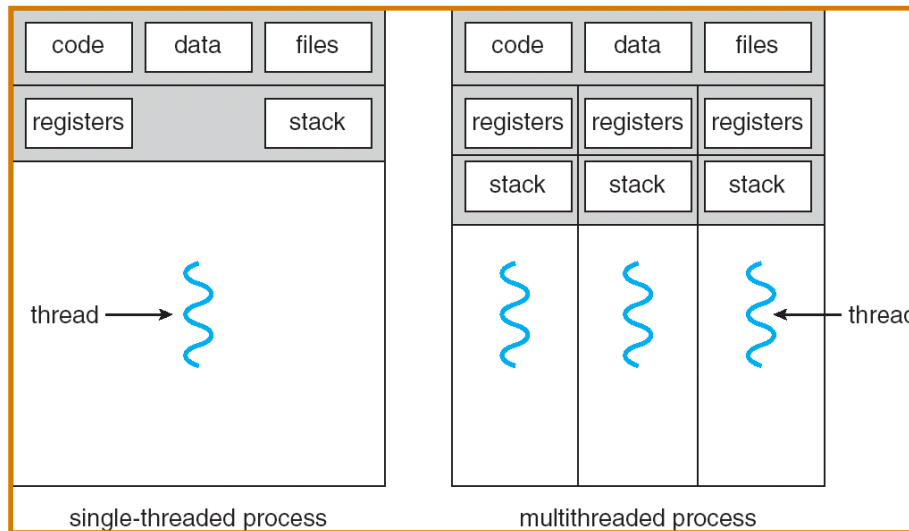 code data files
registers stack
thread
single-threaded process
code data files
registers registers registers
stack stack stack
thread
multithreaded process